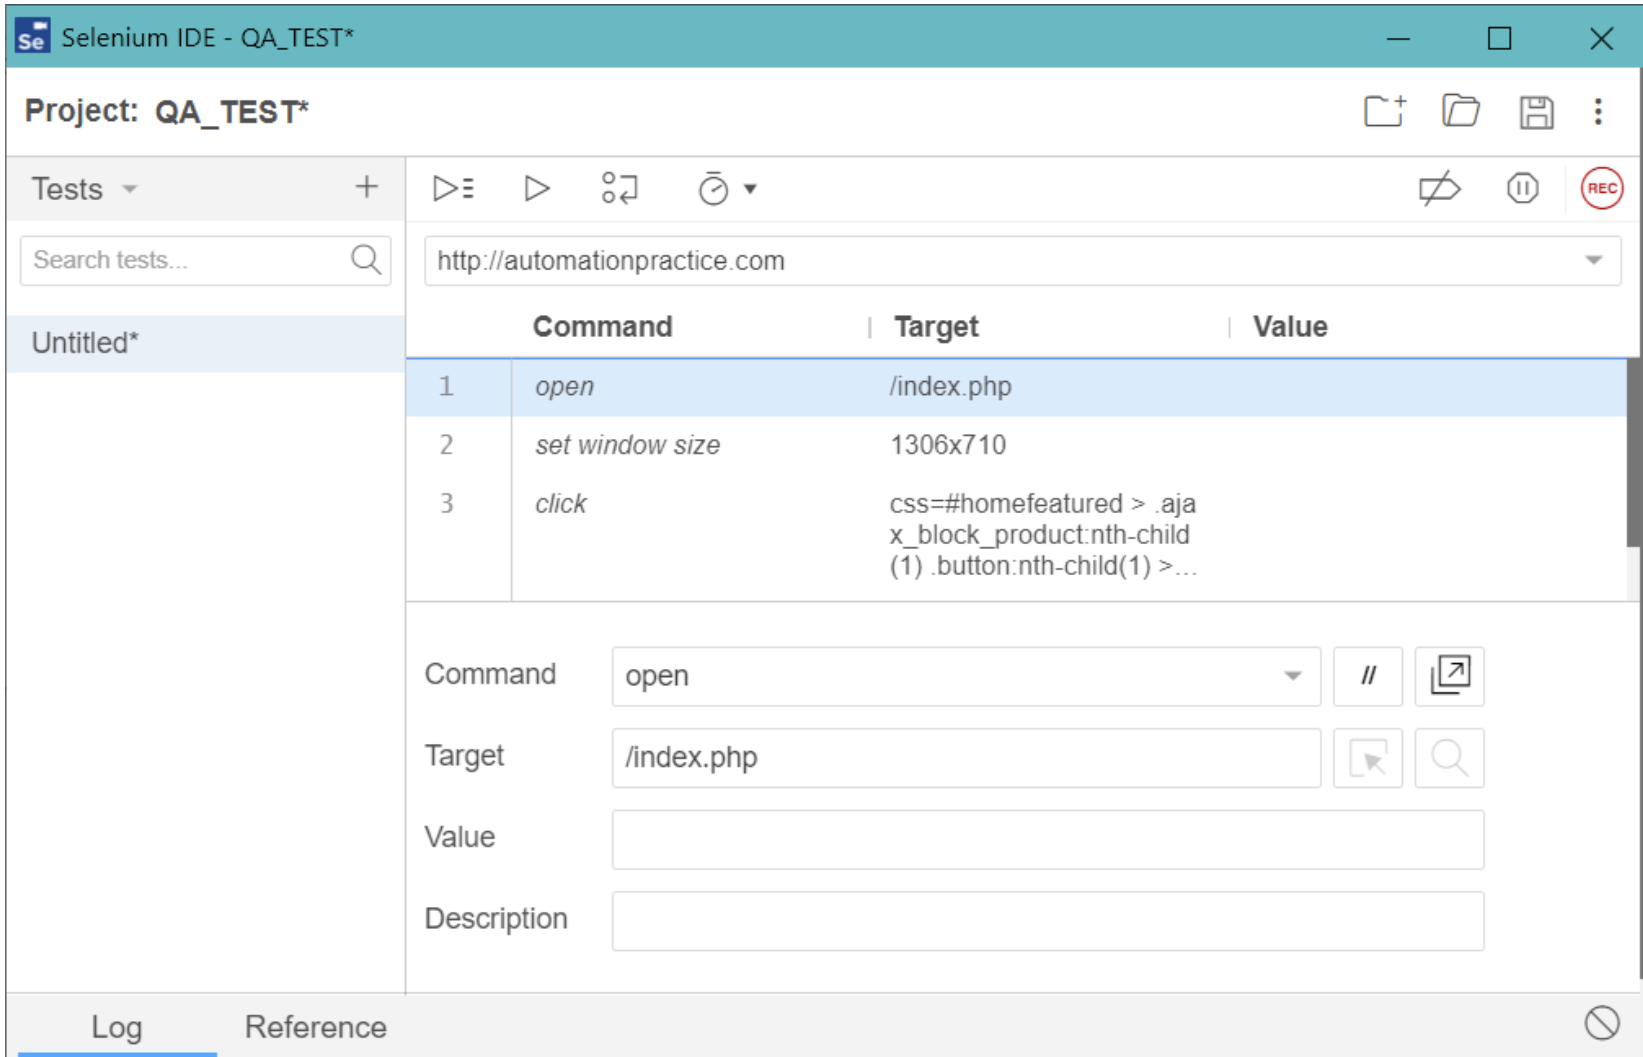 Se Selenium IDE - QA_TEST*
Project: QA_TEST*
Tests
Search tests...
Untitled*
REC
http://automationpractice.com
Command Target Value
1 open /index.php
2 set window size 1306x710
3 click css=#homefeatured > .aja
x_block_product:nth-child
(1) .button:nth-child(1) >...
Command open //
Target /index.php
Value
Description
Log Reference